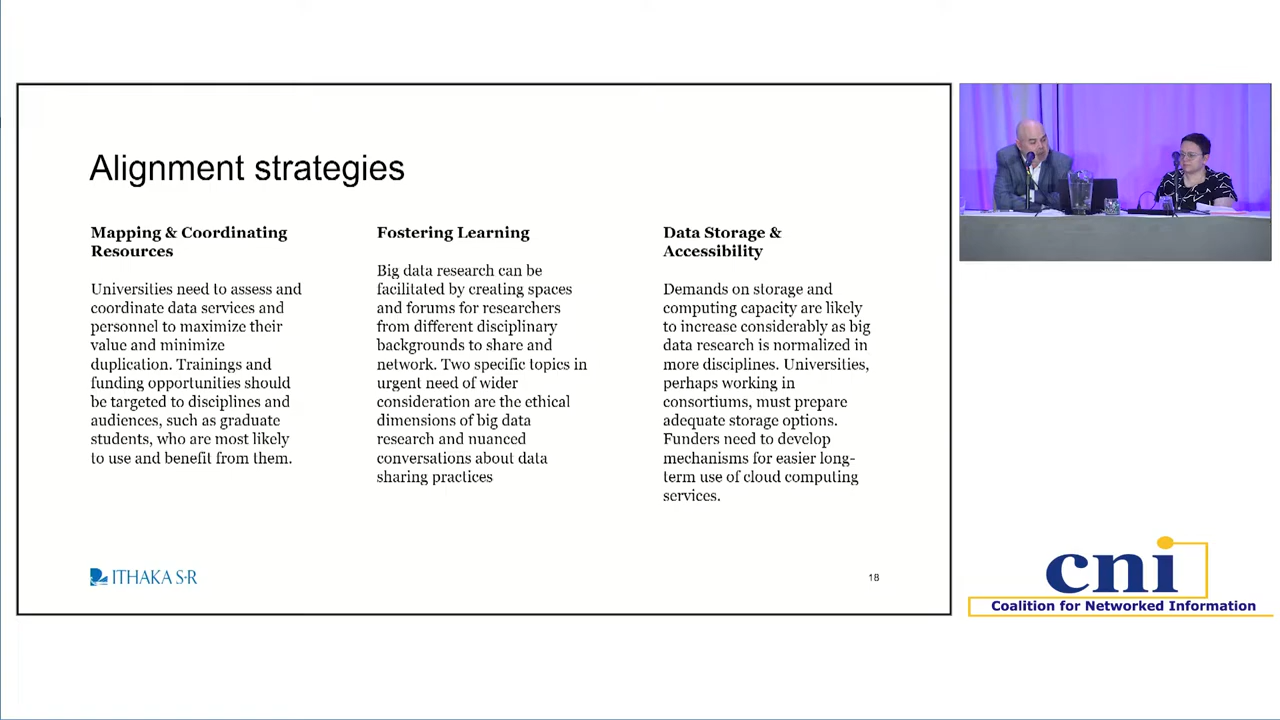 Alignment strategies
Mapping & Coordinating
Resources
Universities need to assess and
coordinate data services and
personnel to maximize their
value and minimize
duplication. Trainings and
funding opportunities should
be targeted to disciplines and
audiences, such as graduate
students, who are most likely
to use and benefit from them.
Fostering Learning
Big data research can be
facilitated by creating spaces
and forums for researchers
from different disciplinary
backgrounds to share and
network. Two specific topics in
urgent need of wider
consideration are the ethical
dimensions of big data
research and nuanced
conversations about data
sharing practices
Data Storage &
Accessibility
Demands on storage and
computing capacity are likely
to increase considerably as big
data research is normalized in
more disciplines. Universities,
perhaps working in
consortiums, must prepare
adequate storage options.
Funders need to develop
mechanisms for easier long-
term use of cloud computing
services.
ITHAKA S·R
18
cni
Coalition for Networked Information